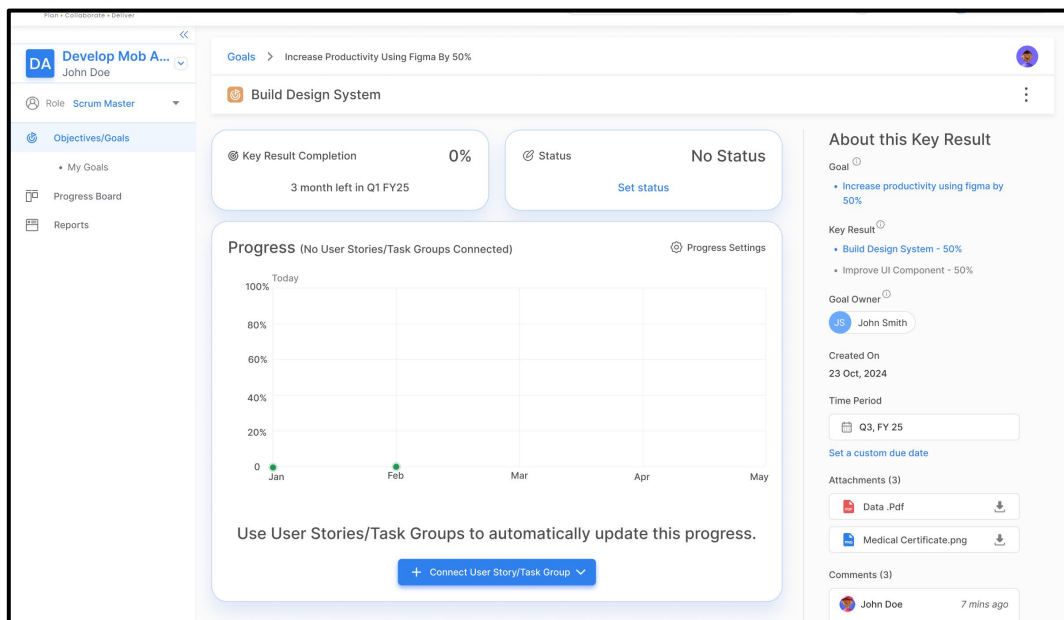 Plan • Collaborate • Deliver
DA
Develop Mob A...
John Doe
Role Scrum Master
Objectives/Goals
• My Goals
Progress Board
Reports
Goals > Increase Productivity Using Figma By 50%
Build Design System
Key Result Completion 0%
3 month left in Q1 FY25
Status No Status
Set status
Progress (No User Stories/Task Groups Connected)
Progress Settings
Today
100%
80%
60%
40%
20%
0
Jan Feb Mar Apr May
Use User Stories/Task Groups to automatically update this progress.
+ Connect User Story/Task Group
About this Key Result
Goal
• Increase productivity using figma by
50%
Key Result
• Build Design System - 50%
• Improve UI Component - 50%
Goal Owner
JS John Smith
Created On
23 Oct, 2024
Time Period
Q3, FY 25
Set a custom due date
Attachments (3)
Data .Pdf
Medical Certificate.png
Comments (3)
John Doe 7 mins ago